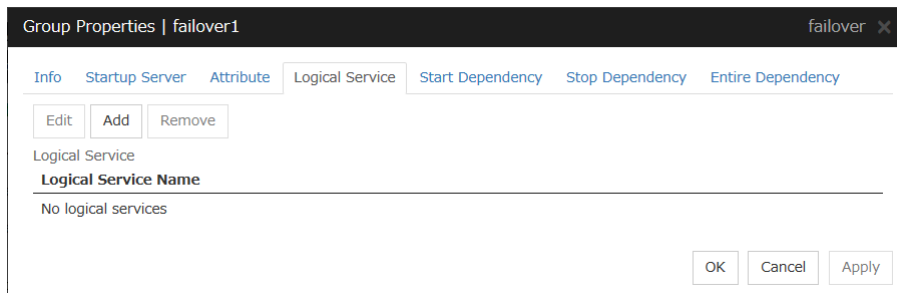 Group Properties | failover1 failover ×
Info Startup Server Attribute Logical Service Start Dependency Stop Dependency Entire Dependency
Edit Add Remove
Logical Service
Logical Service Name
No logical services
OK Cancel Apply